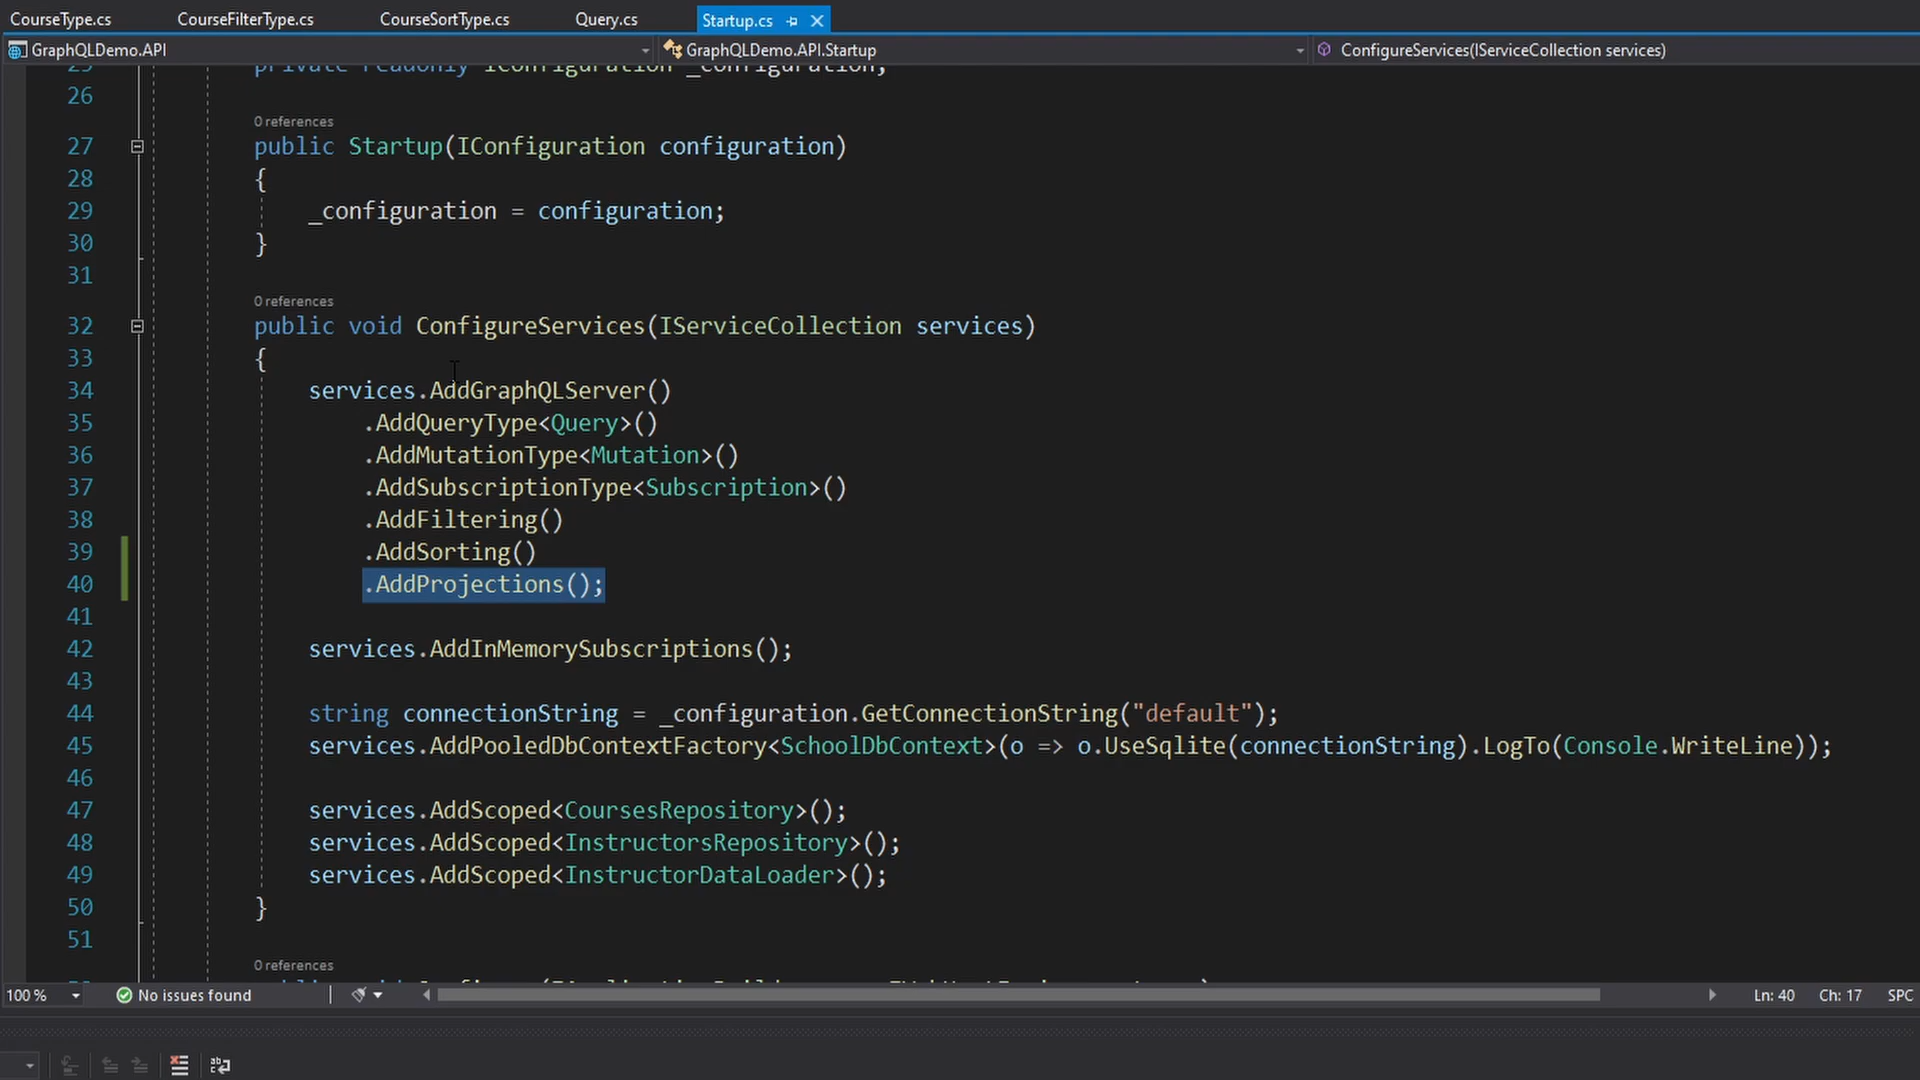 CourseType.cs CourseFilterType.cs CourseSortType.cs Query.cs Startup.cs
GraphQLDemo.API GraphQLDemo.API.Startup ConfigureServices(IServiceCollection services)
25 private readonly IConfiguration _configuration;
26
0 references
27 public Startup(IConfiguration configuration)
28 {
29 _configuration = configuration;
30 }
31
0 references
32 public void ConfigureServices(IServiceCollection services)
33 {
34 services.AddGraphQLServer()
35 .AddQueryType<Query>()
36 .AddMutationType<Mutation>()
37 .AddSubscriptionType<Subscription>()
38 .AddFiltering()
39 .AddSorting()
40 .AddProjections();
41
42 services.AddInMemorySubscriptions();
43
44 string connectionString = _configuration.GetConnectionString("default");
45 services.AddPooledDbContextFactory<SchoolDbContext>(o => o.UseSqlite(connectionString).LogTo(Console.WriteLine));
46
47 services.AddScoped<CoursesRepository>();
48 services.AddScoped<InstructorsRepository>();
49 services.AddScoped<InstructorDataLoader>();
50 }
51
0 references
100 % No issues found Ln: 40 Ch: 17 SPC